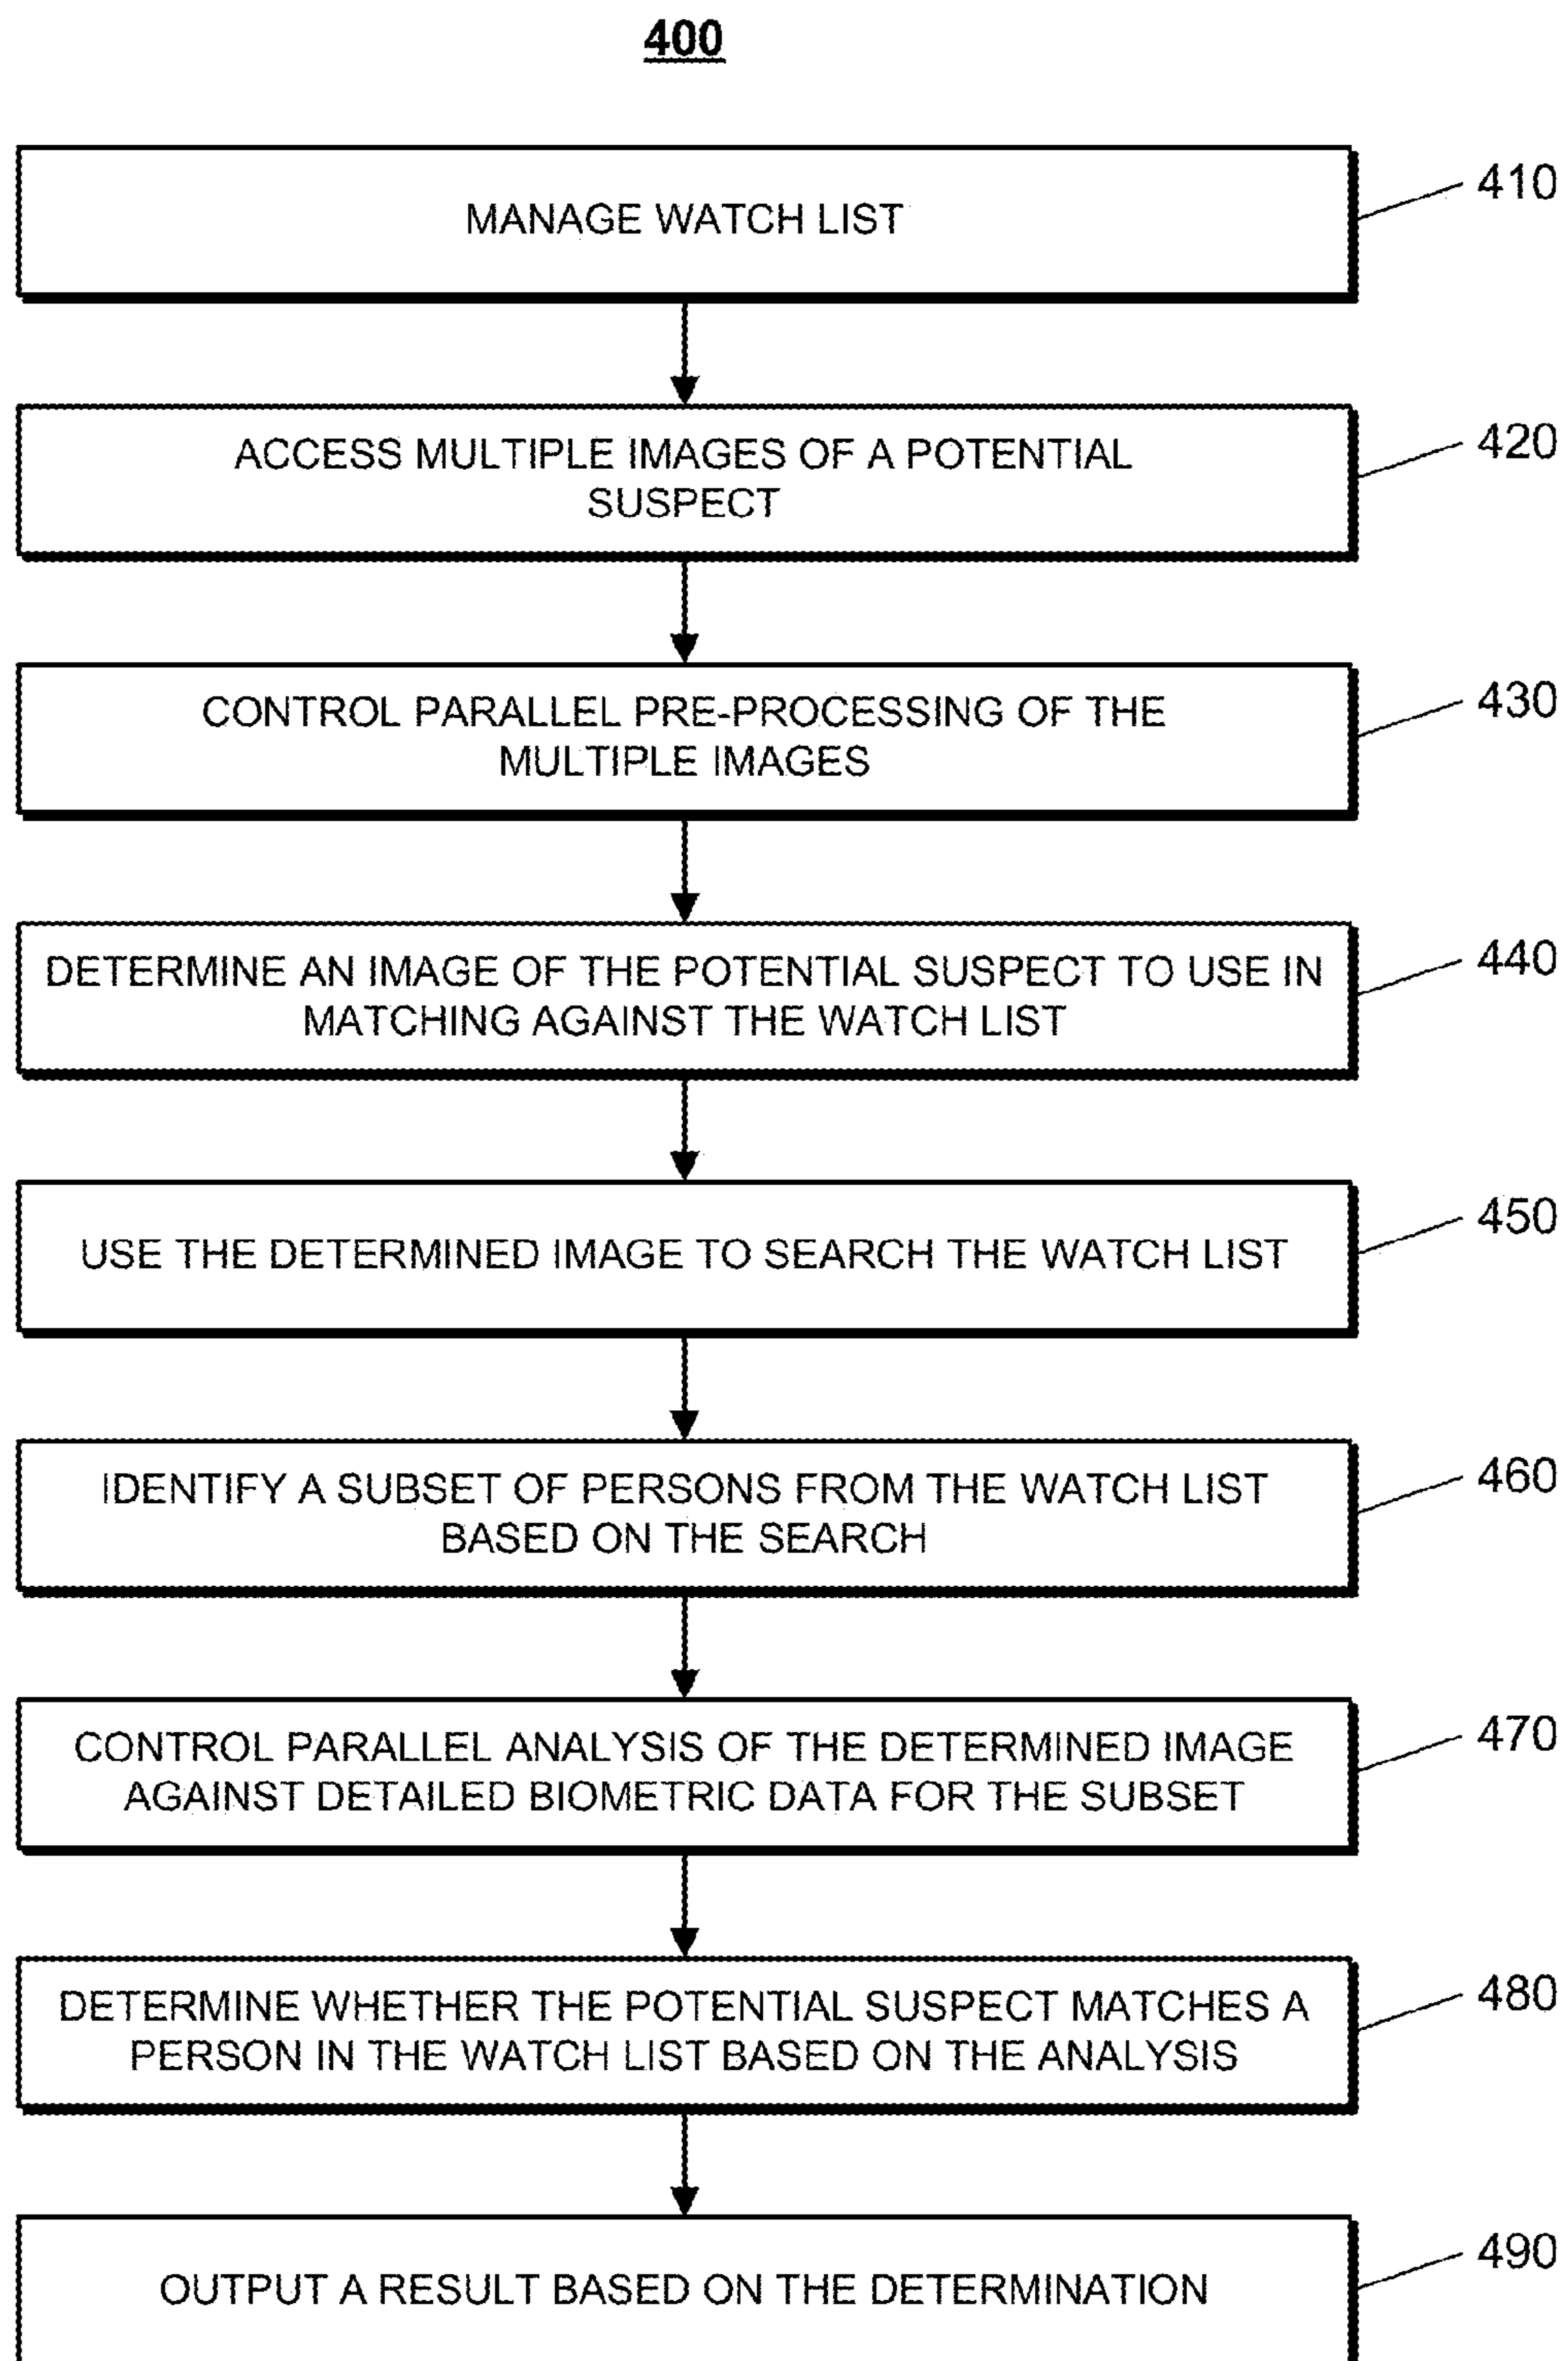 400
MANAGE WATCH LIST
410
ACCESS MULTIPLE IMAGES OF A POTENTIAL
SUSPECT
420
CONTROL PARALLEL PRE-PROCESSING OF THE
MULTIPLE IMAGES
430
DETERMINE AN IMAGE OF THE POTENTIAL SUSPECT TO USE IN
MATCHING AGAINST THE WATCH LIST
440
USE THE DETERMINED IMAGE TO SEARCH THE WATCH LIST
450
IDENTIFY A SUBSET OF PERSONS FROM THE WATCH LIST
BASED ON THE SEARCH
460
CONTROL PARALLEL ANALYSIS OF THE DETERMINED IMAGE
AGAINST DETAILED BIOMETRIC DATA FOR THE SUBSET
470
DETERMINE WHETHER THE POTENTIAL SUSPECT MATCHES A
PERSON IN THE WATCH LIST BASED ON THE ANALYSIS
480
OUTPUT A RESULT BASED ON THE DETERMINATION
490